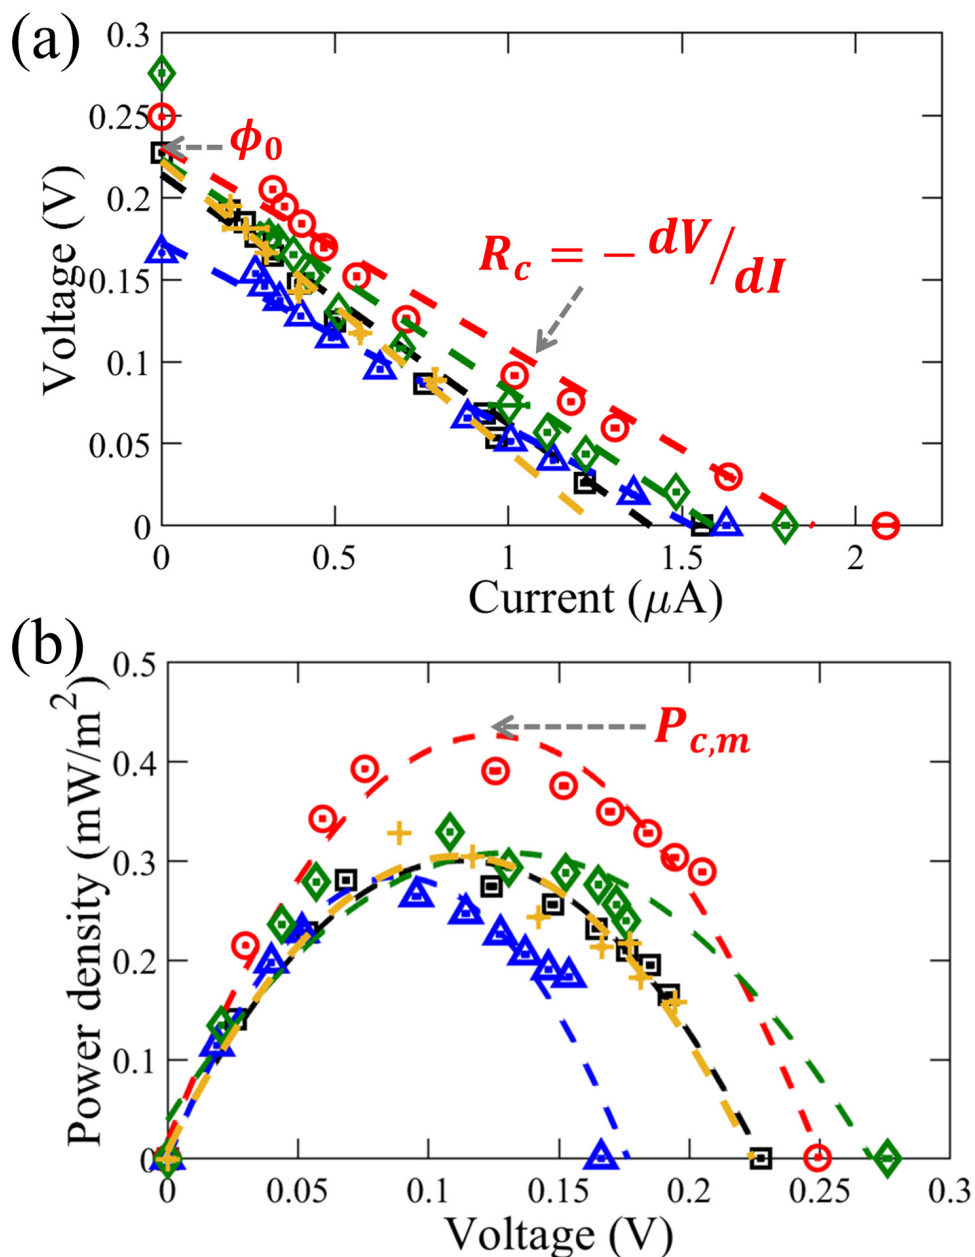 (a)
0.3
0.25
0.2
0.15
0.1
0.05
0
Voltage (V)
ϕ₀
R_c = − dV/dI
0 0.5 1 1.5 2
Current (μA)
(b)
0.5
0.4
0.3
0.2
0.1
0
Power density (mW/m²)
P_c,m
0 0.05 0.1 0.15 0.2 0.25 0.3
Voltage (V)